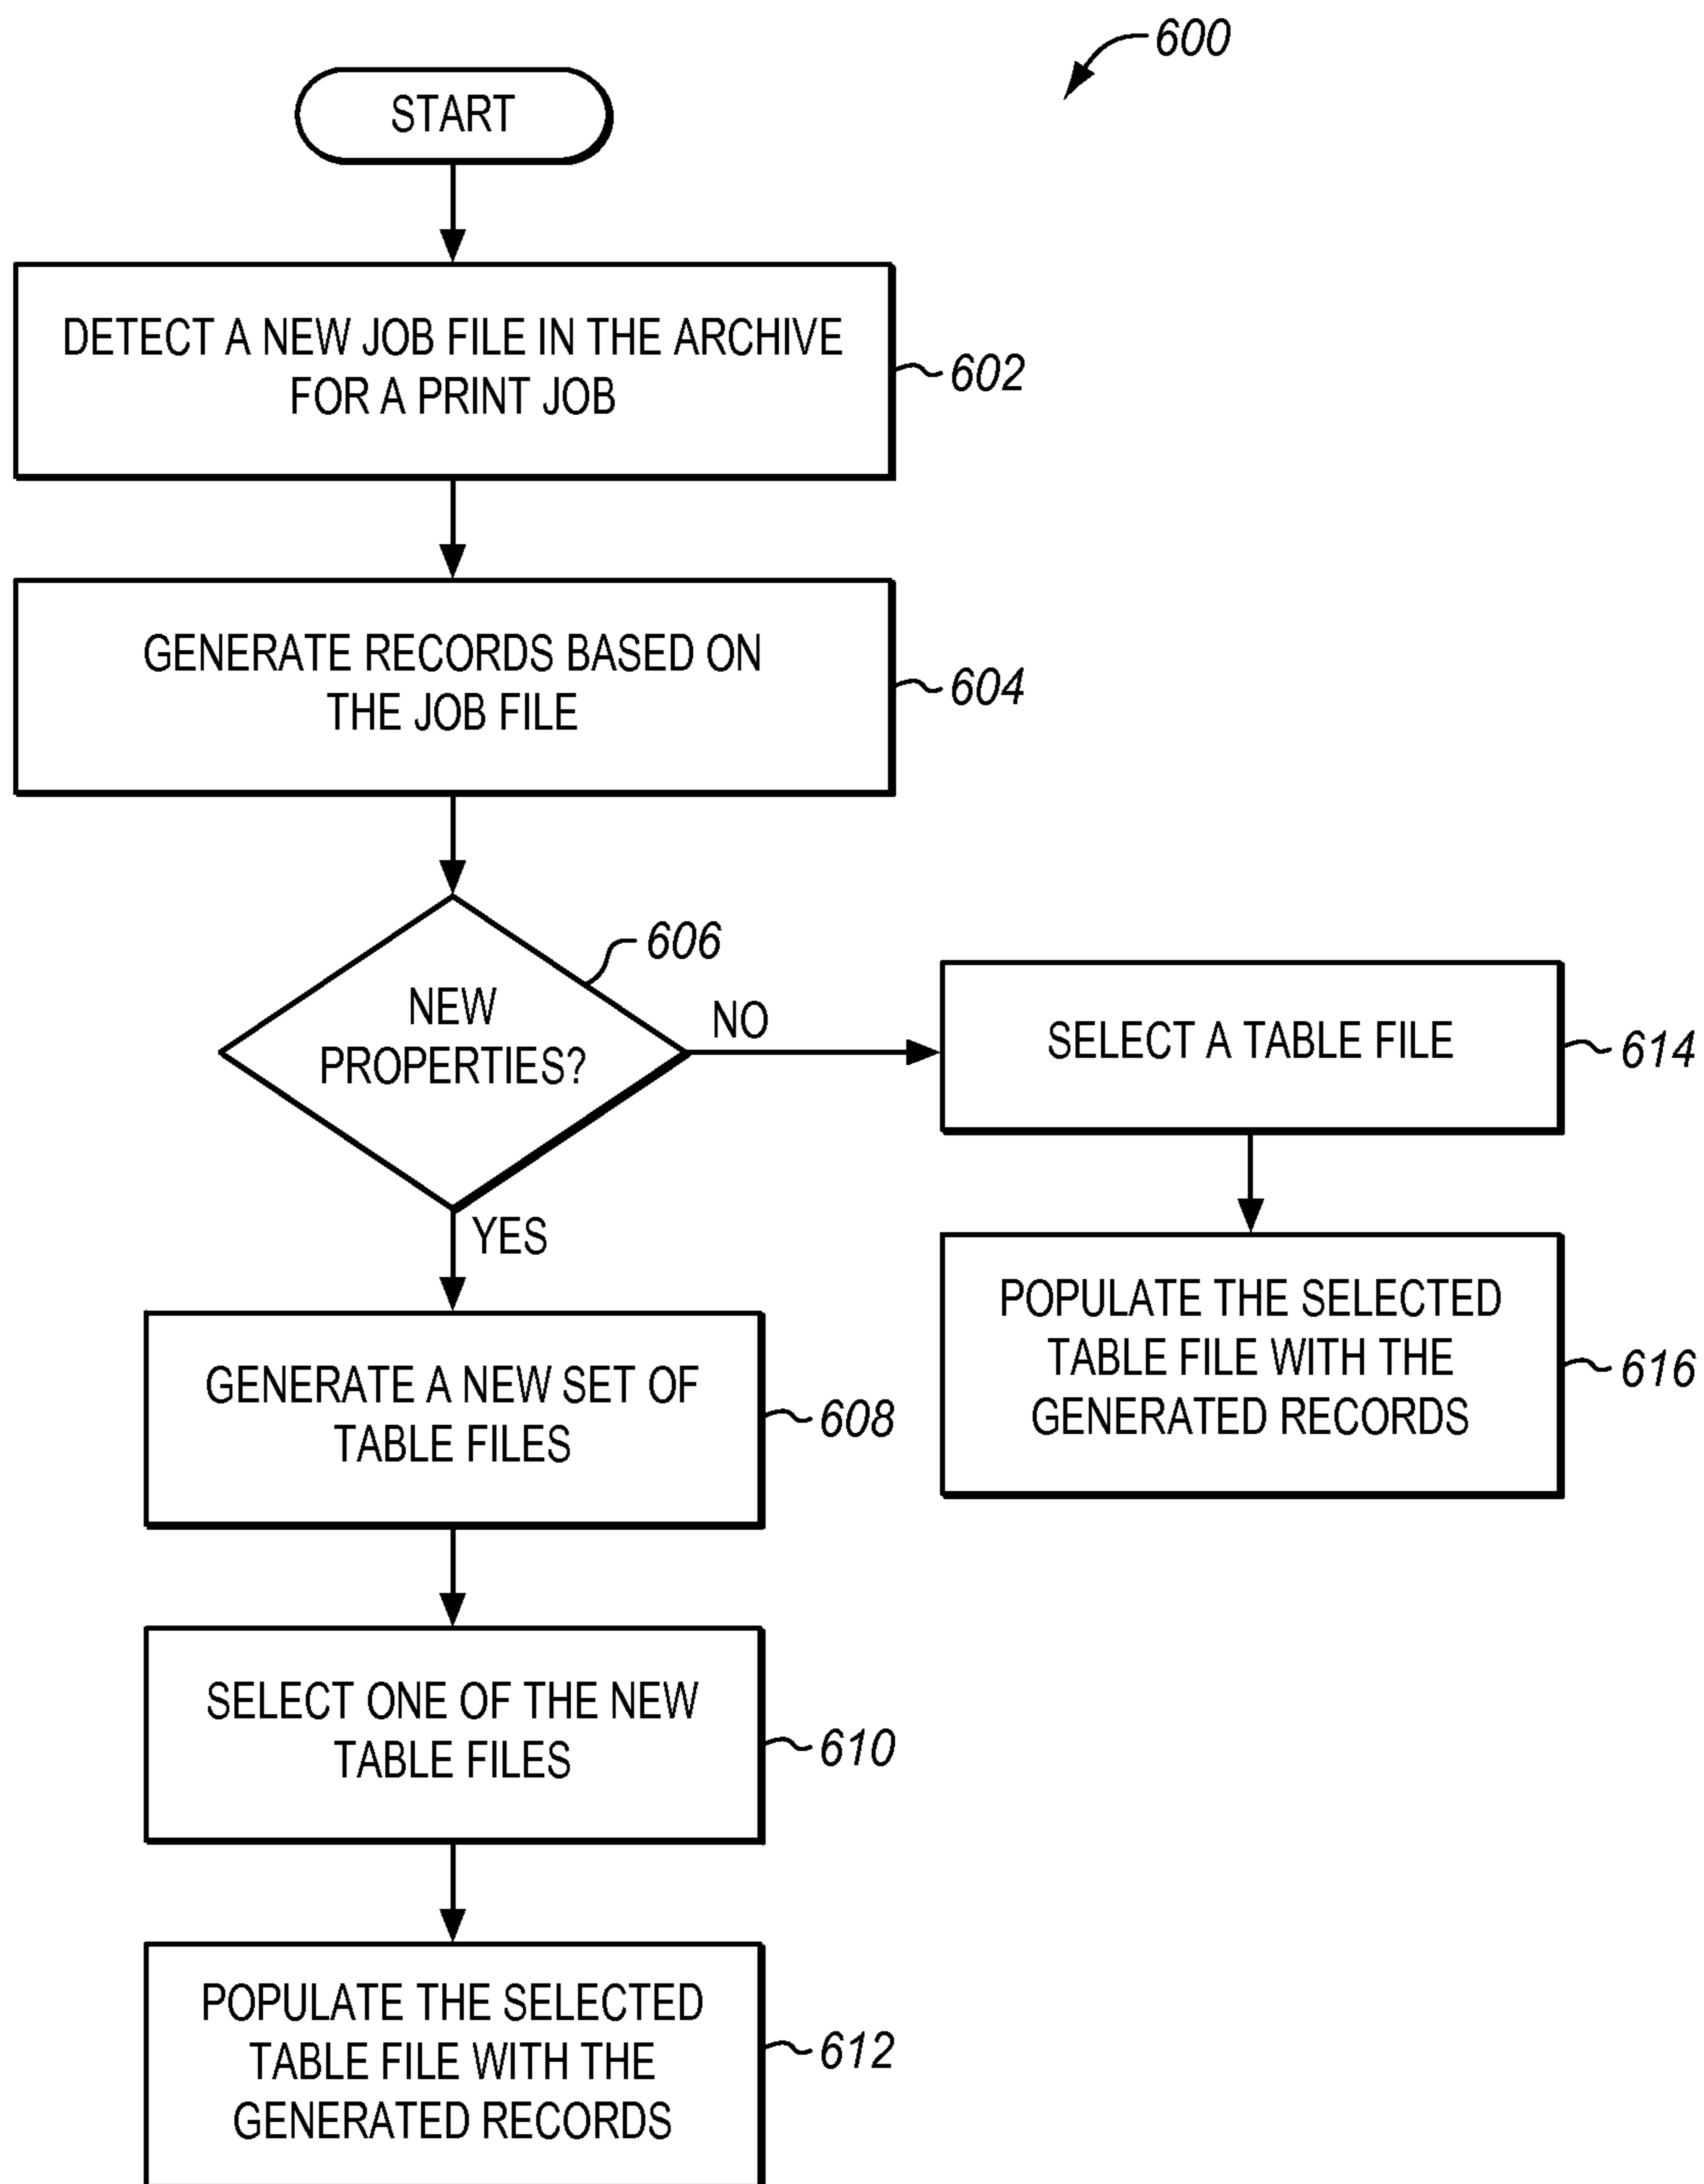 600
START
DETECT A NEW JOB FILE IN THE ARCHIVE
FOR A PRINT JOB
602
GENERATE RECORDS BASED ON
THE JOB FILE
604
606
NEW
PROPERTIES?
NO
YES
SELECT A TABLE FILE
614
POPULATE THE SELECTED
TABLE FILE WITH THE
GENERATED RECORDS
616
GENERATE A NEW SET OF
TABLE FILES
608
SELECT ONE OF THE NEW
TABLE FILES
610
POPULATE THE SELECTED
TABLE FILE WITH THE
GENERATED RECORDS
612